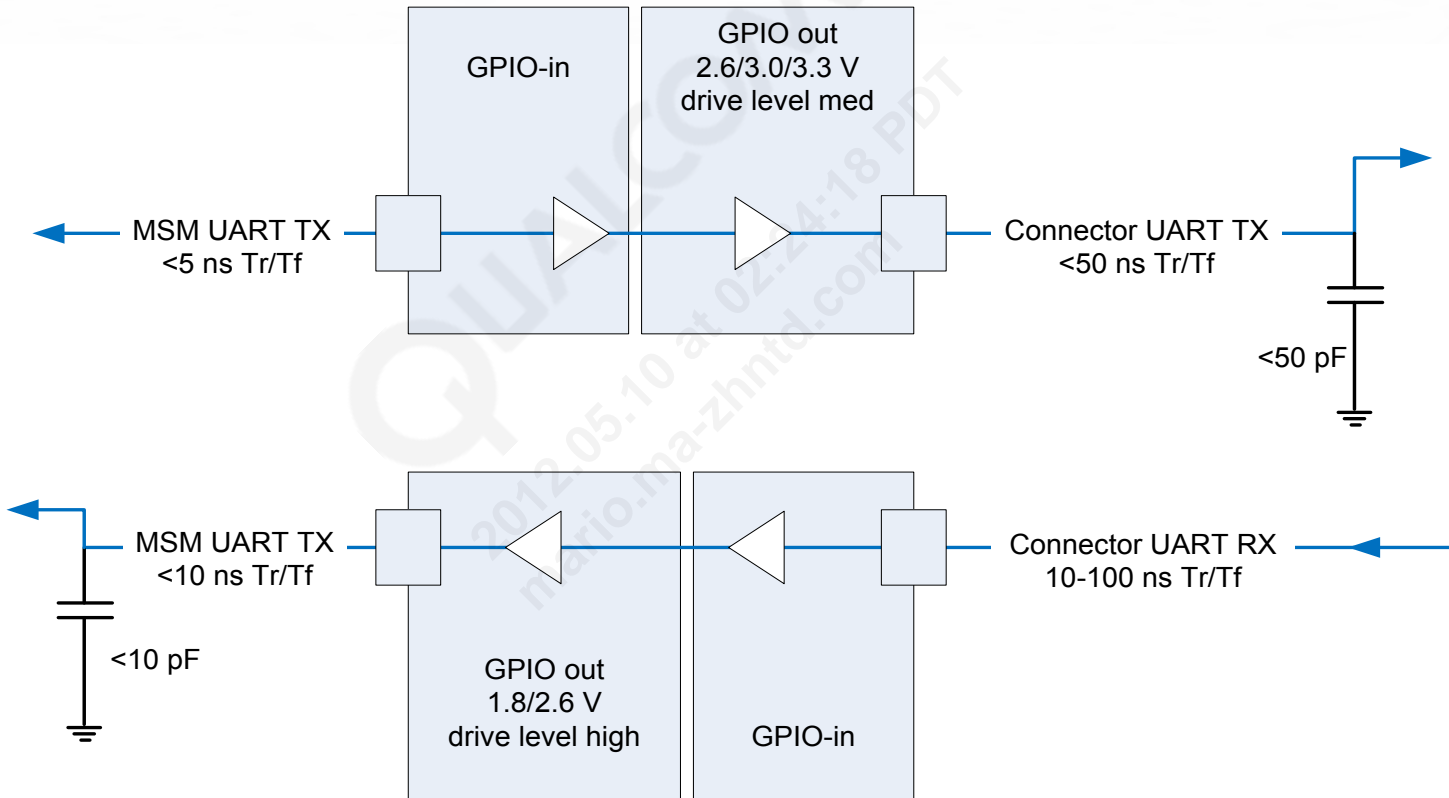 GPIO-in
GPIO out
2.6/3.0/3.3 V
drive level med
MSM UART TX
<5 ns Tr/Tf
Connector UART TX
<50 ns Tr/Tf
<50 pF
QUALCOMM
2012.05.10 at 02:24:18 PDT
mario.ma-zhntd.com
MSM UART TX
<10 ns Tr/Tf
Connector UART RX
10-100 ns Tr/Tf
<10 pF
GPIO out
1.8/2.6 V
drive level high
GPIO-in